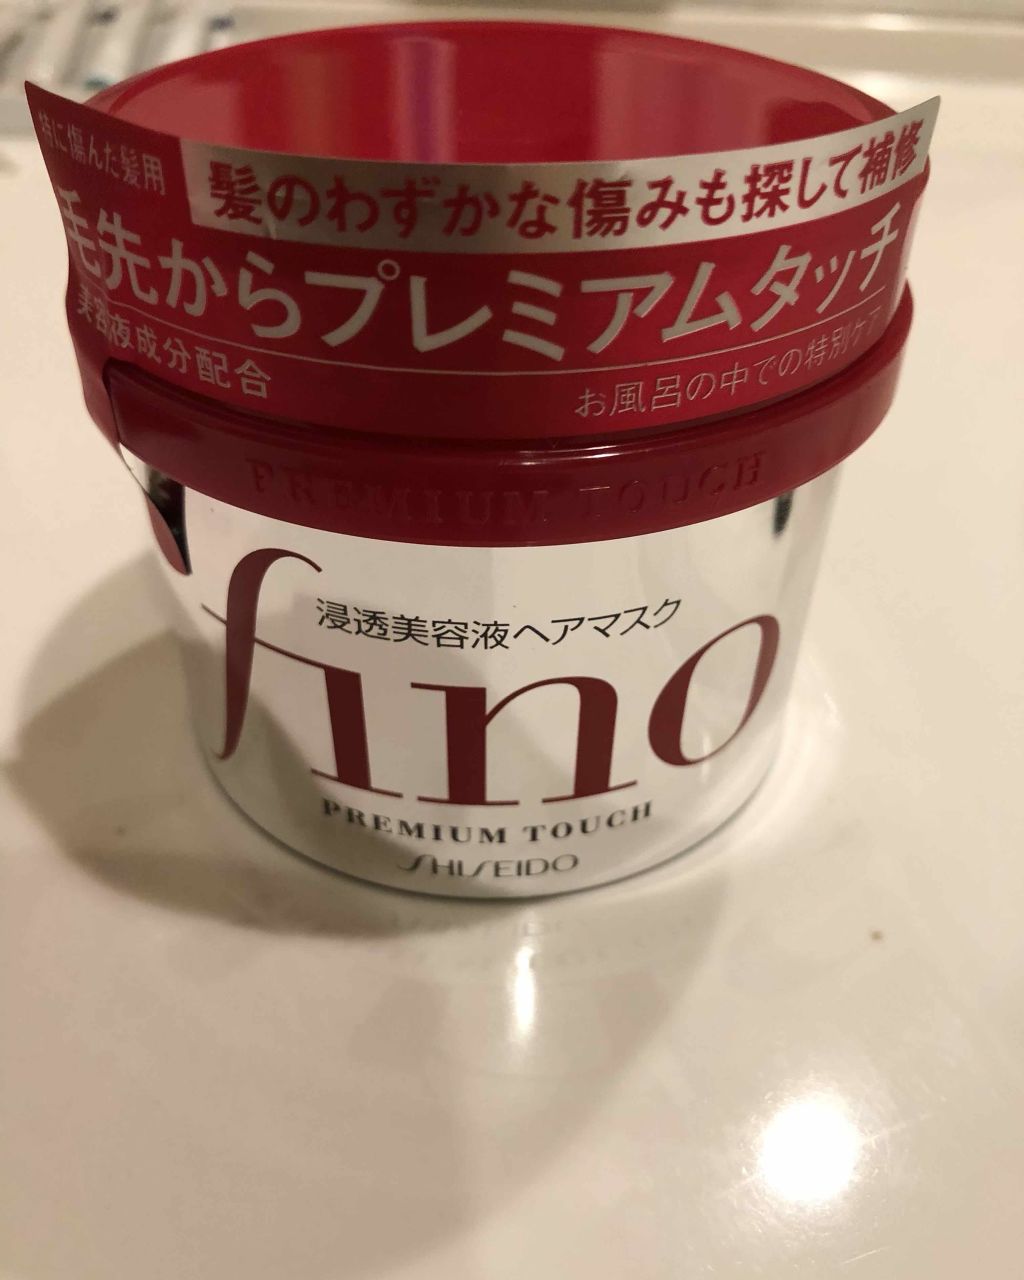 特に傷んだ髪用
髪のわずかな傷みも探して補修
毛先からプレミアムタッチ
美容液成分配合
お風呂の中での特別ケア
PREMIUM TOUCH
浸透美容液ヘアマスク
fino
PREMIUM TOUCH
SHISEIDO